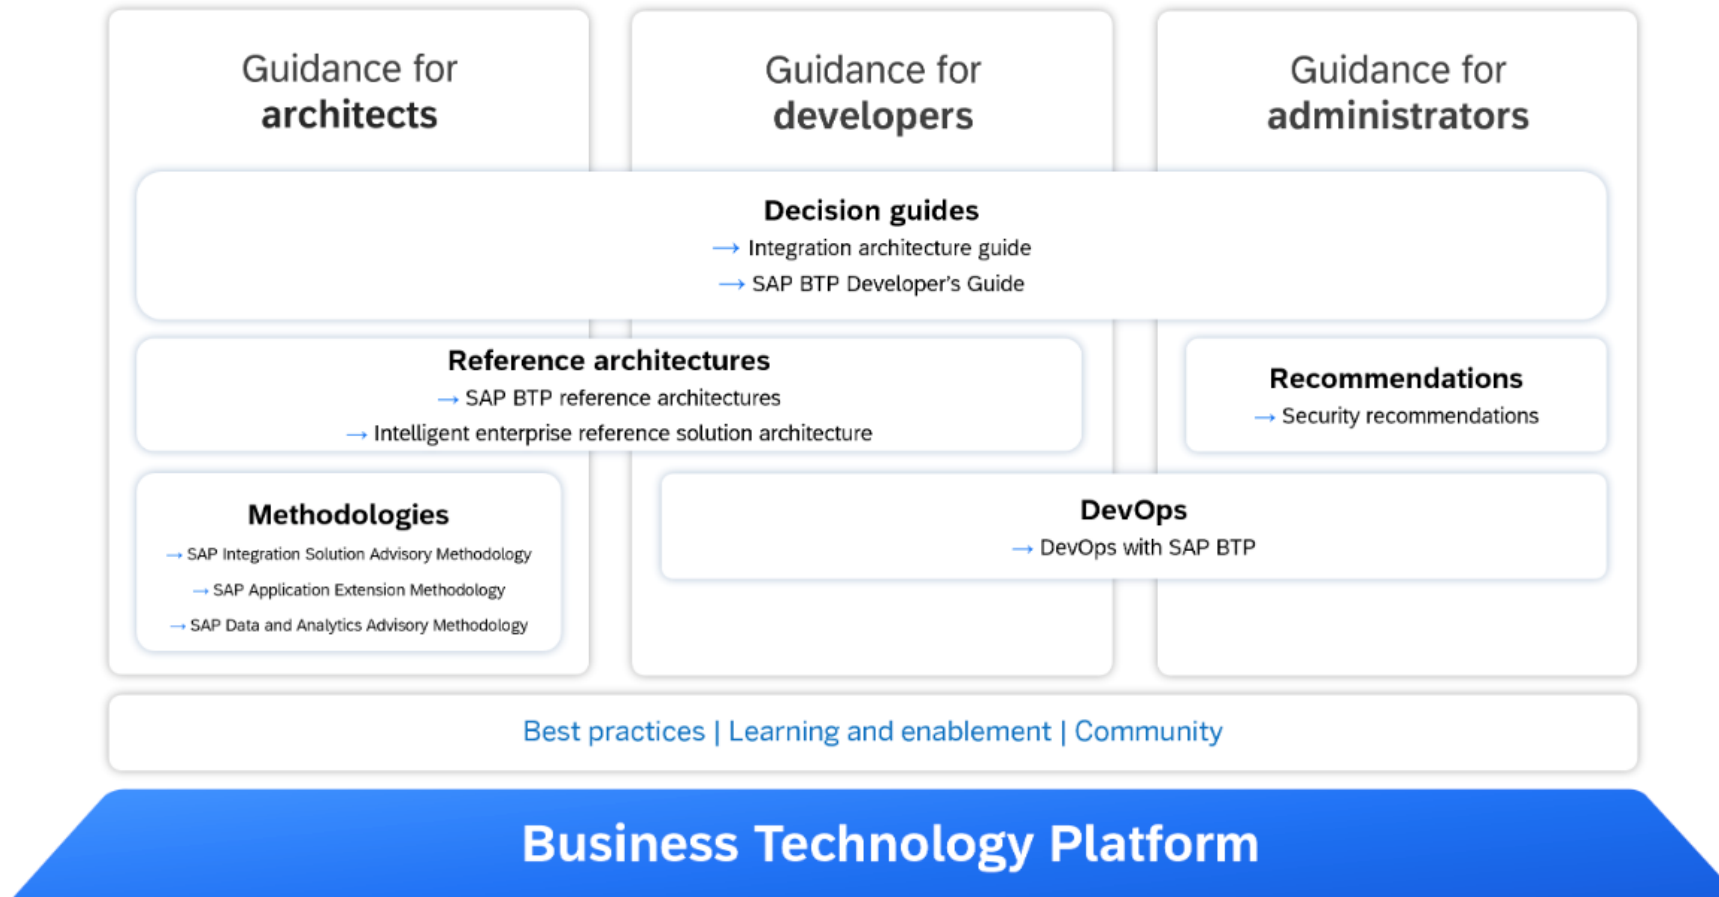 Guidance for
architects
Guidance for
developers
Guidance for
administrators
Decision guides
→ Integration architecture guide
→ SAP BTP Developer's Guide
Reference architectures
→ SAP BTP reference architectures
→ Intelligent enterprise reference solution architecture
Recommendations
→ Security recommendations
Methodologies
→ SAP Integration Solution Advisory Methodology
→ SAP Application Extension Methodology
→ SAP Data and Analytics Advisory Methodology
DevOps
→ DevOps with SAP BTP
Best practices | Learning and enablement | Community
Business Technology Platform